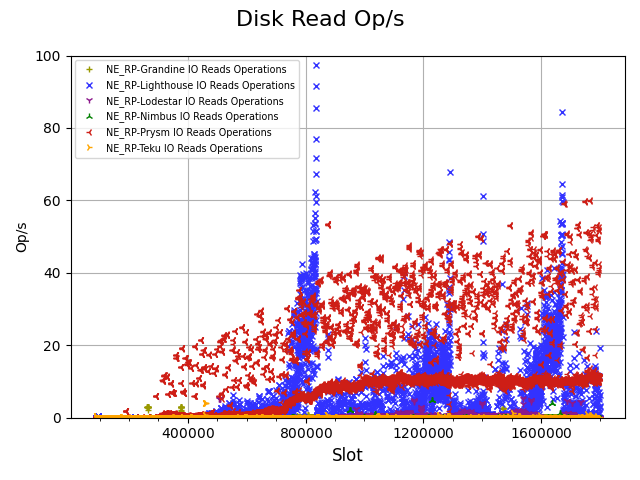 Disk Read Op/s
100
80
60
40
20
0
Op/s
NE_RP-Grandine IO Reads Operations
NE_RP-Lighthouse IO Reads Operations
NE_RP-Lodestar IO Reads Operations
NE_RP-Nimbus IO Reads Operations
NE_RP-Prysm IO Reads Operations
NE_RP-Teku IO Reads Operations
400000 800000 1200000 1600000
Slot